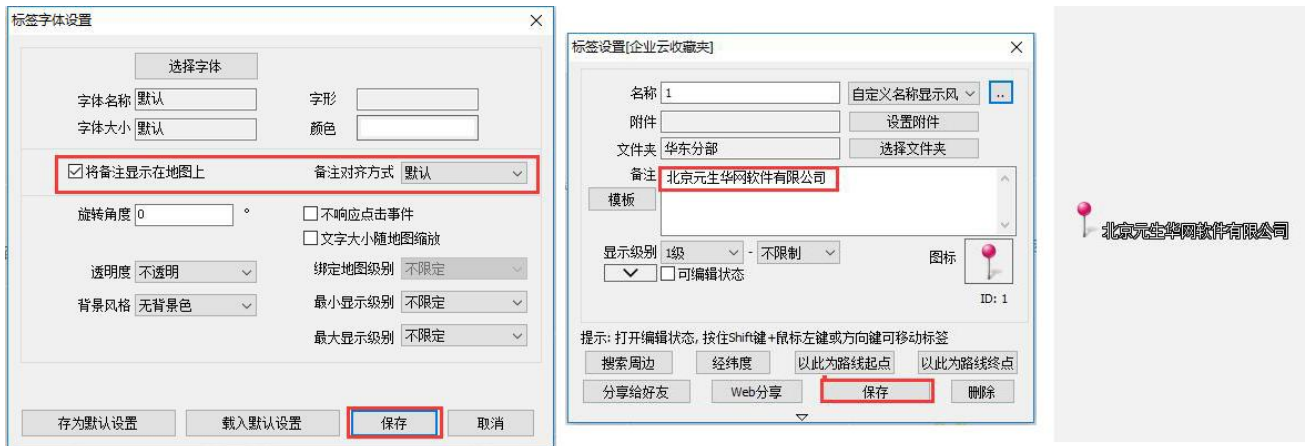 标签字体设置
选择字体
字体名称 默认 字形
字体大小 默认 颜色
将备注显示在地图上 备注对齐方式 默认
旋转角度 0 ° 不响应点击事件
文字大小随地图缩放
透明度 不透明 绑定地图级别 不限定
背景风格 无背景色 最小显示级别 不限定
最大显示级别 不限定
存为默认设置 载入默认设置 保存 取消
标签设置[企业云收藏夹]
名称 1 自定义名称显示风 ..
附件 设置附件
文件夹 华东分部 选择文件夹
备注 北京元生华网软件有限公司
模板
显示级别 1级 - 不限制 图标
可编辑状态
ID: 1
提示: 打开编辑状态, 按住Shift键+鼠标左键或方向键可移动标签
搜索周边 经纬度 以此为路线起点 以此为路线终点
分享给好友 Web分享 保存 删除
北京元生华网软件有限公司